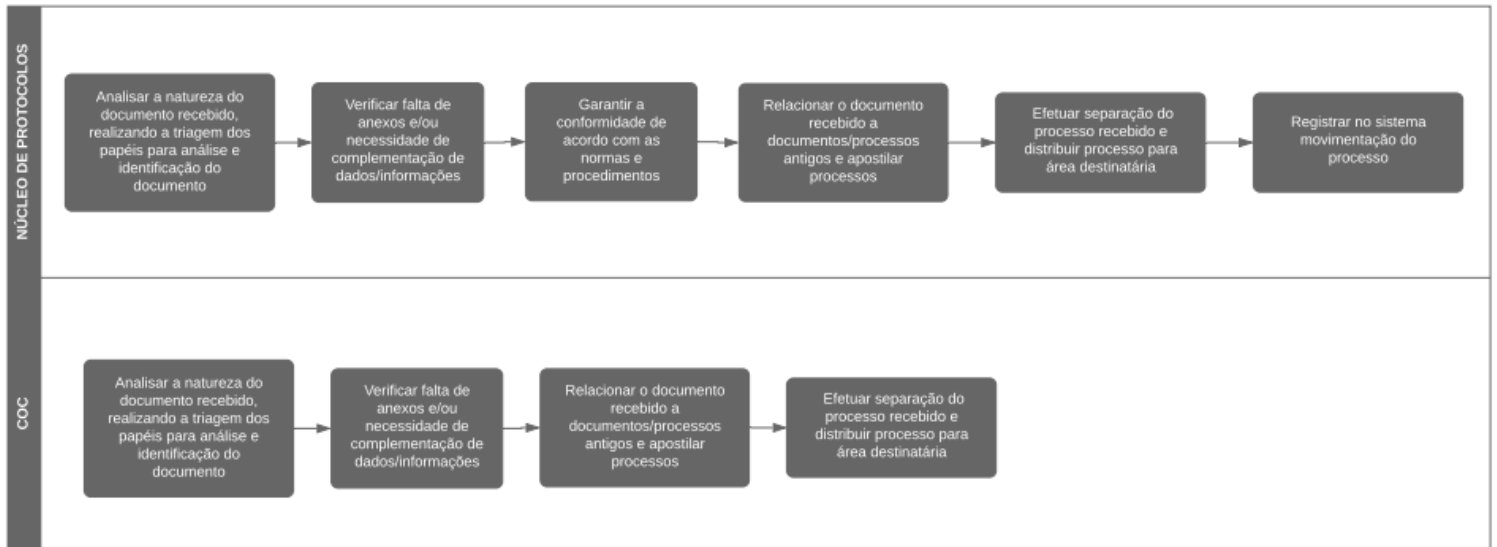 NÚCLEO DE PROTOCOLOS
Analisar a natureza do
documento recebido,
realizando a triagem dos
papéis para análise e
identificação do
documento
Verificar falta de
anexos e/ou
necessidade de
complementação de
dados/informações
Garantir a
conformidade de
acordo com as
normas e
procedimentos
Relacionar o documento
recebido a
documentos/processos
antigos e apostilar
processos
Efetuar separação do
processo recebido e
distribuir processo para
área destinatária
Registrar no sistema
movimentação do
processo
COC
Analisar a natureza do
documento recebido,
realizando a triagem dos
papéis para análise e
identificação do
documento
Verificar falta de
anexos e/ou
necessidade de
complementação de
dados/informações
Relacionar o documento
recebido a
documentos/processos
antigos e apostilar
processos
Efetuar separação do
processo recebido e
distribuir processo para
área destinatária